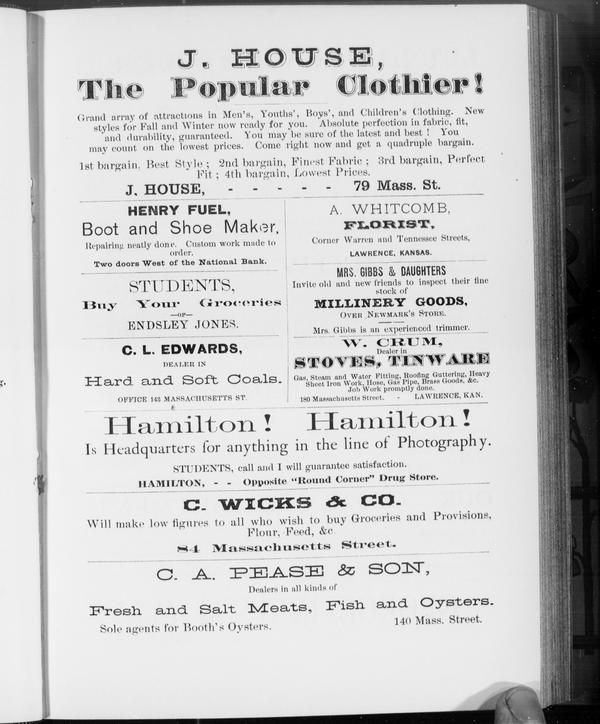 J. HOUSE,
The Popular Clothier!
Grand array of attractions in Men's, Youths', Boys', and Children's Clothing. New
styles for Fall and Winter now ready for you. Absolute perfection in fabric, fit,
and durability, guaranteed. You may be sure of the latest and best ! You
may count on the lowest prices. Come right now and get a quadruple bargain.
1st bargain, Best Style ; 2nd bargain, Finest Fabric ; 3rd bargain, Perfect
Fit ; 4th bargain, Lowest Prices.
J. HOUSE, - - - - - 79 Mass. St.
HENRY FUEL,
Boot and Shoe Maker,
Repairing neatly done. Custom work made to
order.
Two doors West of the National Bank.
STUDENTS,
Buy Your Groceries
—OF—
ENDSLEY JONES.
C. L. EDWARDS,
DEALER IN
Hard and Soft Coals.
OFFICE 143 MASSACHUSETTS ST.
A. WHITCOMB,
FLORIST,
Corner Warren and Tennessee Streets,
LAWRENCE, KANSAS.
MRS. GIBBS & DAUGHTERS
Invite old and new friends to inspect their fine
stock of
MILLINERY GOODS,
OVER NEWMARK'S STORE.
Mrs. Gibbs is an experienced trimmer.
W. CRUM,
Dealer in
STOVES, TINWARE
Gas, Steam and Water Fitting, Roofing Guttering, Heavy
Sheet Iron Work, Hose, Gas Pipe, Brass Goods, &c.
Job Work promptly done.
180 Massachusetts Street. - LAWRENCE, KAN.
Hamilton! Hamilton!
Is Headquarters for anything in the line of Photography.
STUDENTS, call and I will guarantee satisfaction.
HAMILTON, - - Opposite "Round Corner" Drug Store.
C. WICKS & CO.
Will make low figures to all who wish to buy Groceries and Provisions,
Flour, Feed, &c
84 Massachusetts Street.
C. A. PEASE & SON,
Dealers in all kinds of
Fresh and Salt Meats, Fish and Oysters.
Sole agents for Booth's Oysters. 140 Mass. Street.